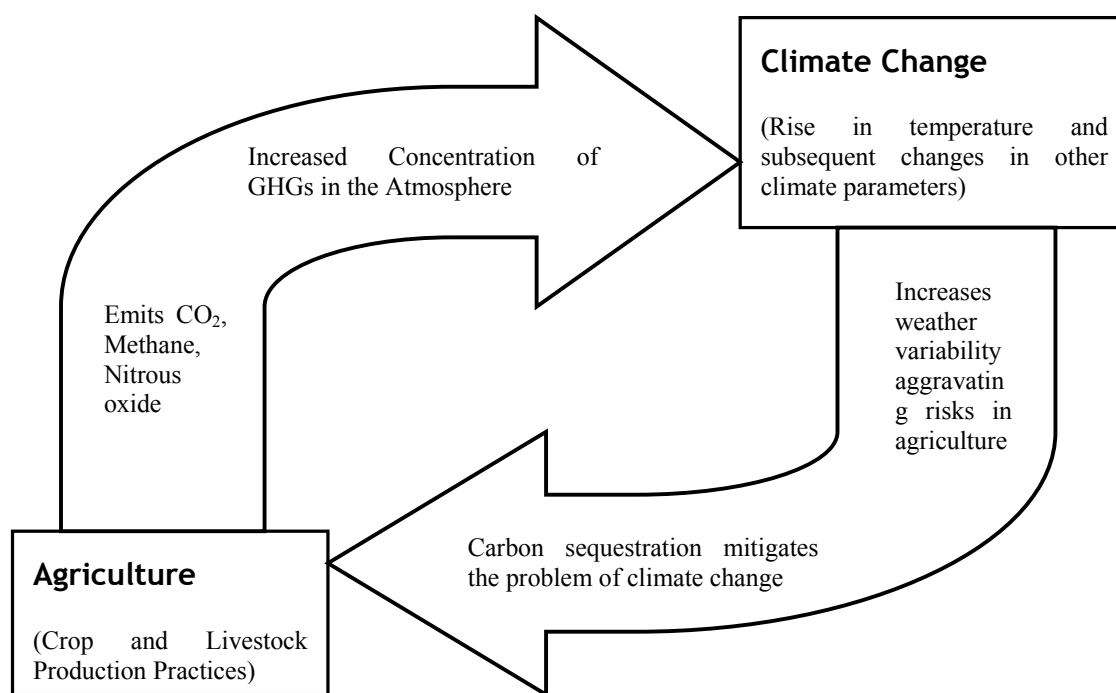 Climate Change
(Rise in temperature and
subsequent changes in other
climate parameters)
Increased Concentration of
GHGs in the Atmosphere
Emits CO₂,
Methane,
Nitrous
oxide
Increases
weather
variability
aggravatin
g risks in
agriculture
Carbon sequestration mitigates
the problem of climate change
Agriculture
(Crop and Livestock
Production Practices)